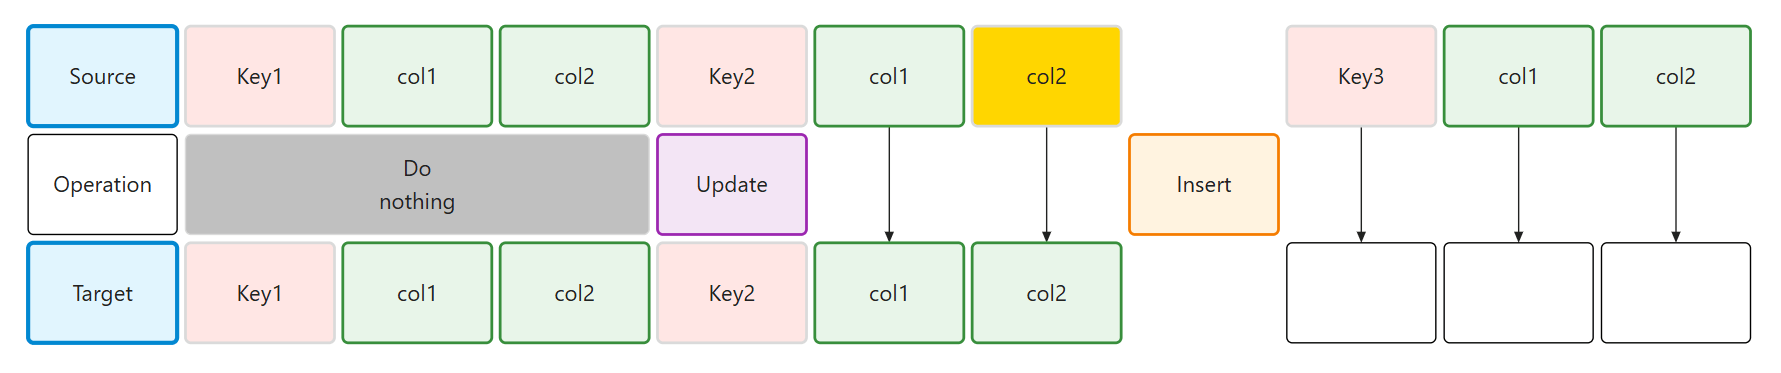 Source
Key1
col1
col2
Key2
col1
col2
Key3
col1
col2
Operation
Do
nothing
Update
Insert
Target
Key1
col1
col2
Key2
col1
col2